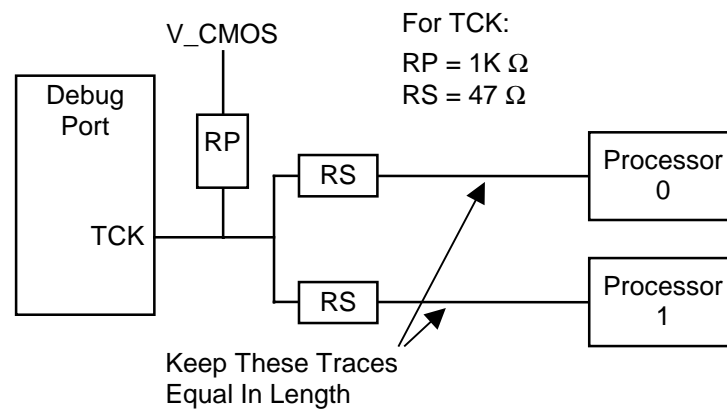 V_CMOS
For TCK:
RP = 1K Ω
RS = 47 Ω
Debug
Port
RP
TCK
RS
Processor
0
RS
Processor
1
Keep These Traces
Equal In Length